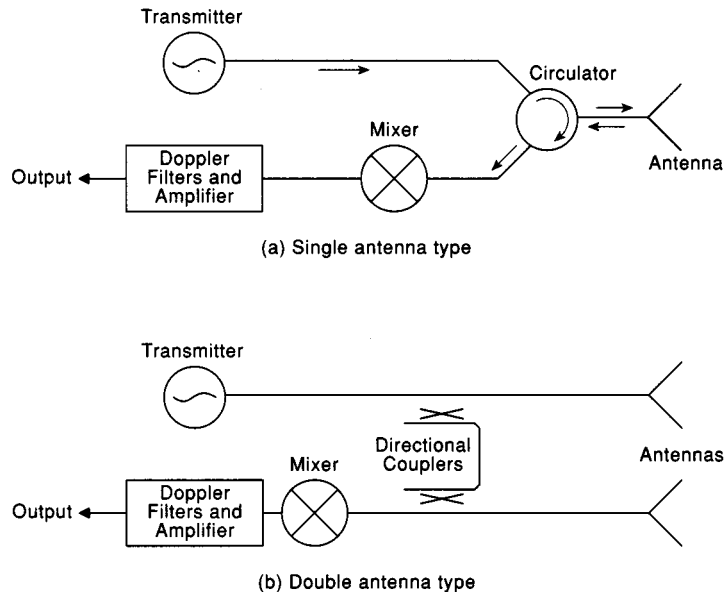 Transmitter
Circulator
Mixer
Antenna
Output
Doppler
Filters and
Amplifier
(a) Single antenna type
Transmitter
Directional
Couplers
Antennas
Mixer
Output
Doppler
Filters and
Amplifier
(b) Double antenna type